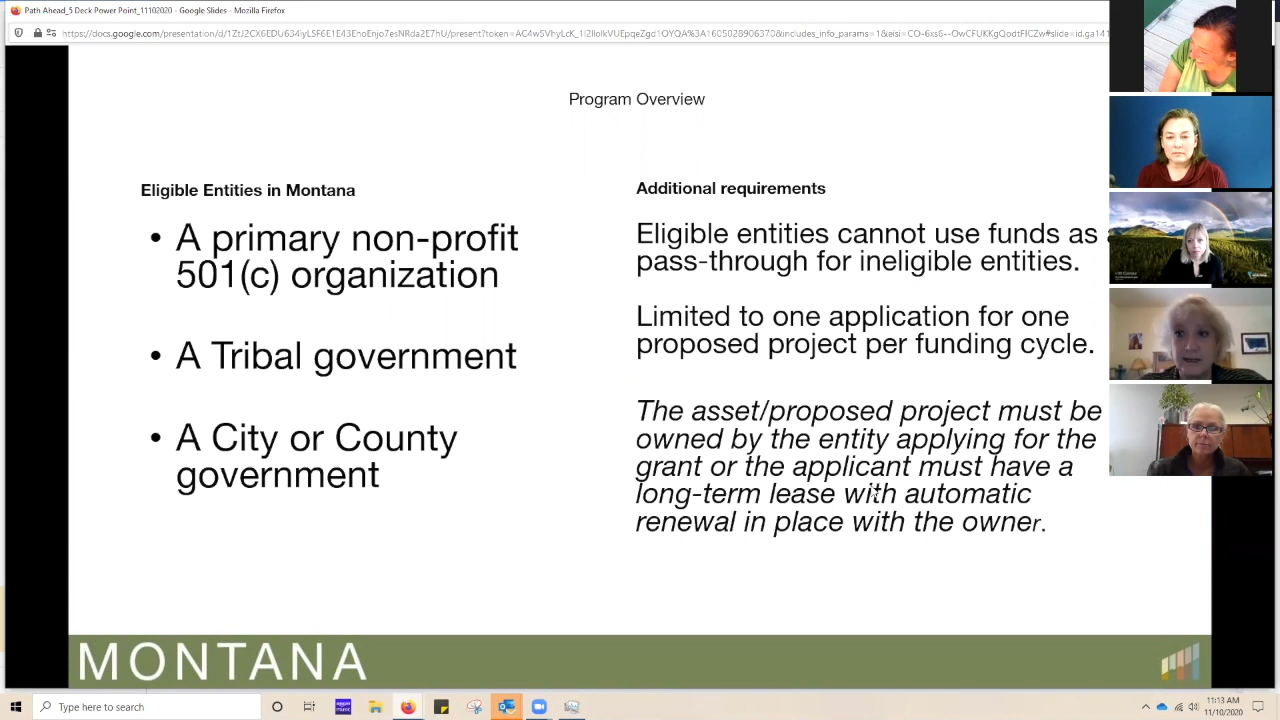 Path Ahead_5 Deck Power Point_11102020 - Google Slides - Mozilla Firefox
Program Overview
Eligible Entities in Montana
• A primary non-profit
501(c) organization
• A Tribal government
• A City or County
government
Additional requirements
Eligible entities cannot use funds as
pass-through for ineligible entities.
Limited to one application for one
proposed project per funding cycle.
The asset/proposed project must be
owned by the entity applying for the
grant or the applicant must have a
long-term lease with automatic
renewal in place with the owner.
MONTANA
Type here to search
11:13 AM
11/10/2020